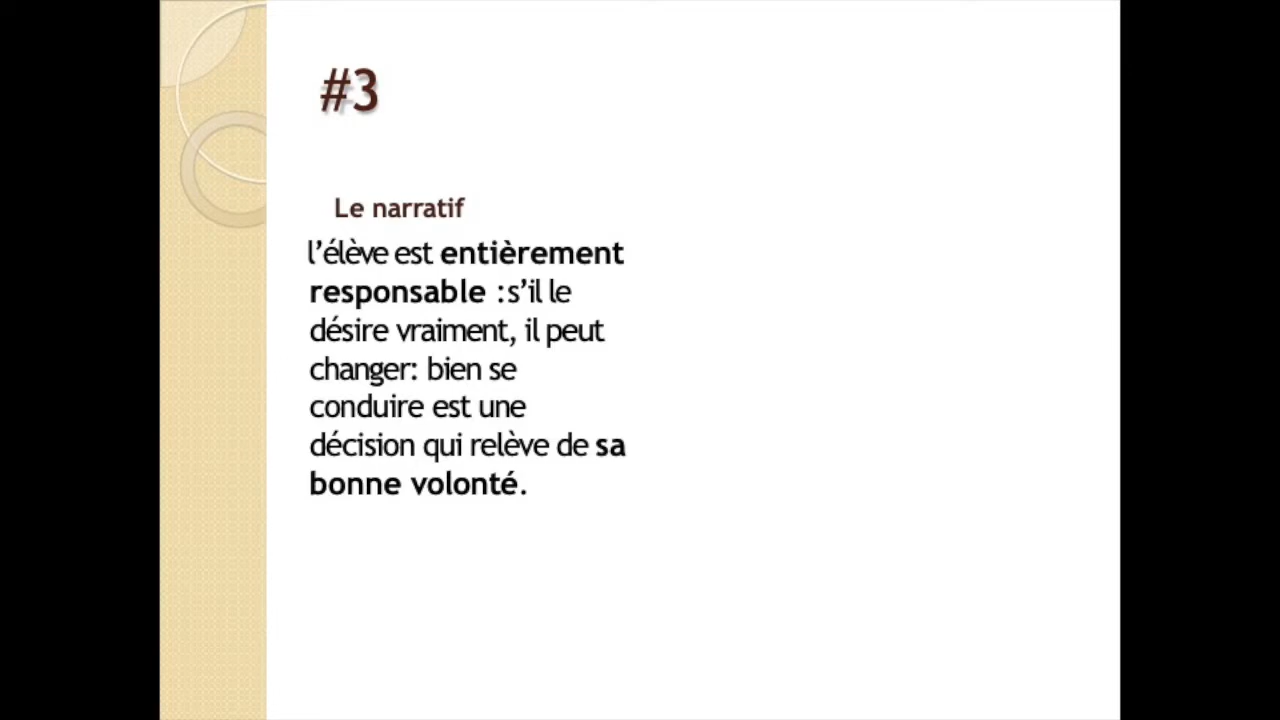 #3
Le narratif
l’élève est entièrement
responsable :s’il le
désire vraiment, il peut
changer: bien se
conduire est une
décision qui relève de sa
bonne volonté.